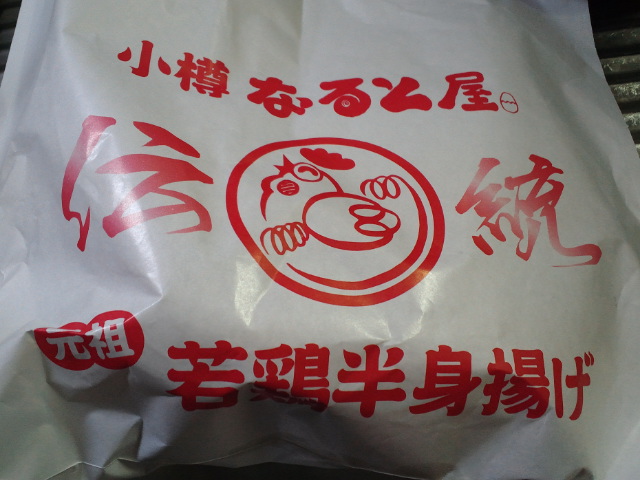 小樽 なると屋
伝統
元祖 若鶏半身揚げ